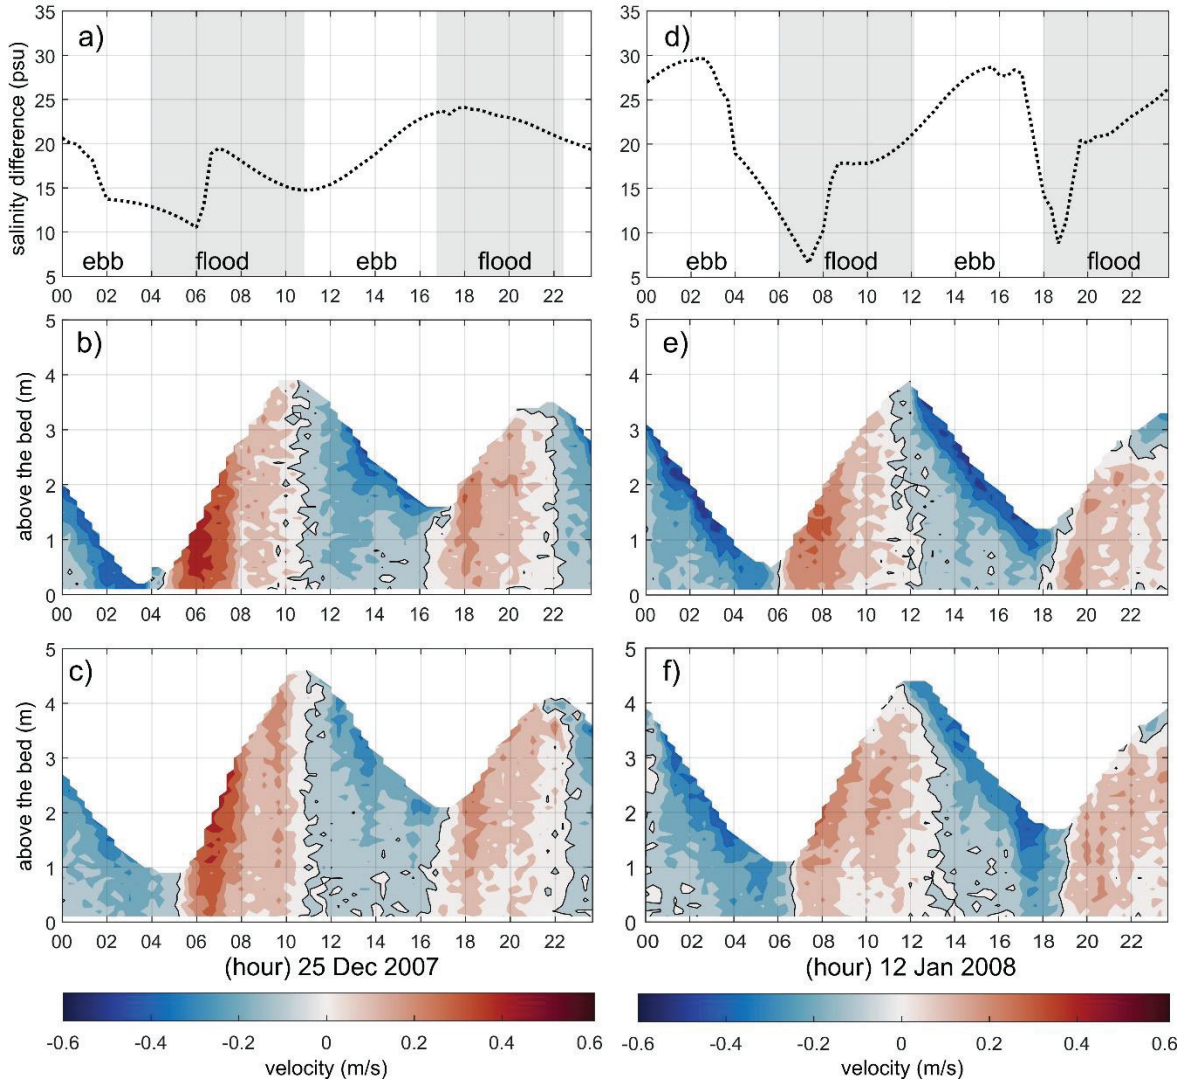 a)
35
30
25
20
15
10
5
salinity difference (psu)
ebb flood ebb flood
00 02 04 06 08 10 12 14 16 18 20 22
d)
35
30
25
20
15
10
5
ebb flood ebb flood
00 02 04 06 08 10 12 14 16 18 20 22
b)
5
4
3
2
1
0
above the bed (m)
00 02 04 06 08 10 12 14 16 18 20 22
e)
5
4
3
2
1
0
00 02 04 06 08 10 12 14 16 18 20 22
c)
5
4
3
2
1
0
above the bed (m)
00 02 04 06 08 10 12 14 16 18 20 22
(hour) 25 Dec 2007
f)
5
4
3
2
1
0
00 02 04 06 08 10 12 14 16 18 20 22
(hour) 12 Jan 2008
-0.6 -0.4 -0.2 0 0.2 0.4 0.6
velocity (m/s)
-0.6 -0.4 -0.2 0 0.2 0.4 0.6
velocity (m/s)